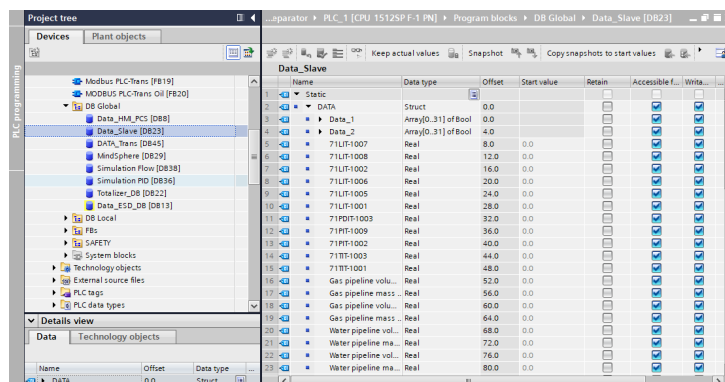 Project tree
...eparator ▸ PLC_1 [CPU 1512SP F-1 PN] ▸ Program blocks ▸ DB Global ▸ Data_Slave [DB23]
Devices Plant objects
Keep actual values Snapshot Copy snapshots to start values
PLC programming
Modbus PLC-Trans [FB19]
MODBUS PLC-Trans Oil [FB20]
DB Global
Data_HMI_PCS [DB8]
Data_Slave [DB23]
DATA_Trans [DB45]
MindSphere [DB29]
Simulation Flow [DB38]
Simulation PID [DB36]
Totalizer_DB [DB22]
Data_ESD_DB [DB13]
DB Local
FBs
SAFETY
System blocks
Technology objects
External source files
PLC tags
PLC data types
Details view
Data Technology objects
Name Offset Data type ...
DATA 0.0 Struct
Data_Slave
Name Data type Offset Start value Retain Accessible f... Writa... ...
1 Static
2 DATA Struct 0.0
3 Data_1 Array[0..31] of Bool 0.0
4 Data_2 Array[0..31] of Bool 4.0
5 71LIT-1007 Real 8.0 0.0
6 71LIT-1008 Real 12.0 0.0
7 71LIT-1002 Real 16.0 0.0
8 71LIT-1006 Real 20.0 0.0
9 71LIT-1005 Real 24.0 0.0
10 71LIT-1001 Real 28.0 0.0
11 71PDIT-1003 Real 32.0 0.0
12 71PIT-1009 Real 36.0 0.0
13 71PIT-1002 Real 40.0 0.0
14 71TIT-1003 Real 44.0 0.0
15 71TIT-1001 Real 48.0 0.0
16 Gas pipeline volu... Real 52.0 0.0
17 Gas pipeline mass ... Real 56.0 0.0
18 Gas pipeline volu... Real 60.0 0.0
19 Gas pipeline mass ... Real 64.0 0.0
20 Water pipeline vol... Real 68.0 0.0
21 Water pipeline ma... Real 72.0 0.0
22 Water pipeline vol... Real 76.0 0.0
23 Water pipeline ma... Real 80.0 0.0